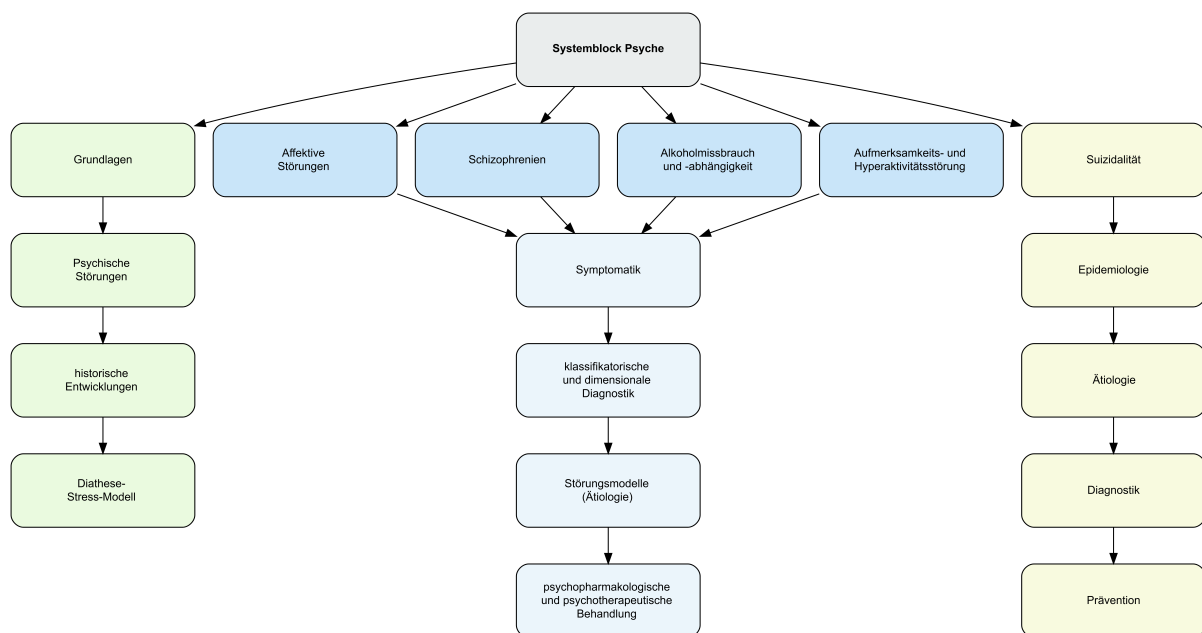 Systemblock Psyche
Grundlagen
Affektive
Störungen
Schizophrenien
Alkoholmissbrauch
und -abhängigkeit
Aufmerksamkeits- und
Hyperaktivitätsstörung
Suizidalität
Psychische
Störungen
Symptomatik
Epidemiologie
historische
Entwicklungen
klassifikatorische
und dimensionale
Diagnostik
Ätiologie
Diathese-
Stress-Modell
Störungsmodelle
(Ätiologie)
Diagnostik
psychopharmakologische
und psychotherapeutische
Behandlung
Prävention